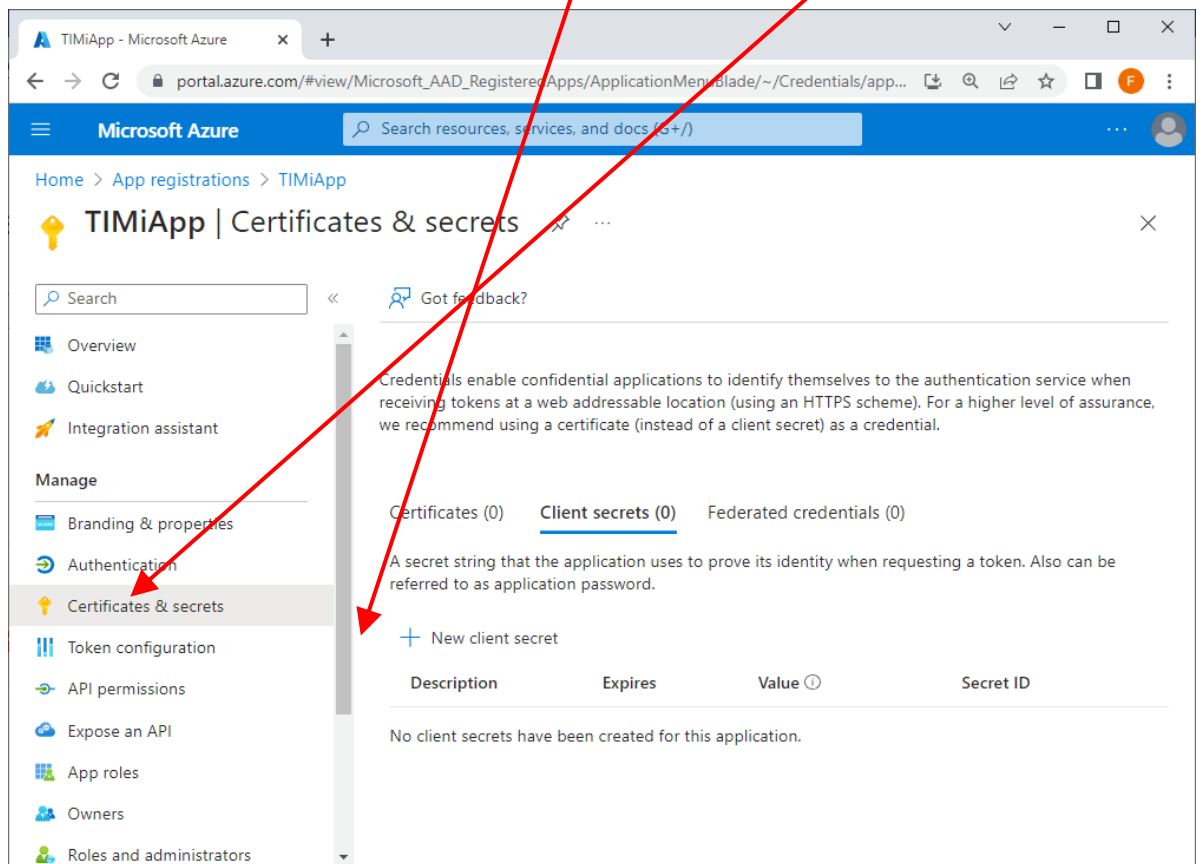 TIMiApp - Microsoft Azure
portal.azure.com/#view/Microsoft_AAD_RegisteredApps/ApplicationMenuBlade/~/Credentials/app...
F
Microsoft Azure
Search resources, services, and docs (G+/)
Home > App registrations > TIMiApp
TIMiApp | Certificates & secrets
Search
Got feedback?
Overview
Quickstart
Integration assistant
Credentials enable confidential applications to identify themselves to the authentication service when
receiving tokens at a web addressable location (using an HTTPS scheme). For a higher level of assurance,
we recommend using a certificate (instead of a client secret) as a credential.
Manage
Branding & properties
Authentication
Certificates & secrets
Token configuration
API permissions
Expose an API
App roles
Owners
Roles and administrators
Certificates (0) Client secrets (0) Federated credentials (0)
A secret string that the application uses to prove its identity when requesting a token. Also can be
referred to as application password.
New client secret
Description Expires Value Secret ID
No client secrets have been created for this application.